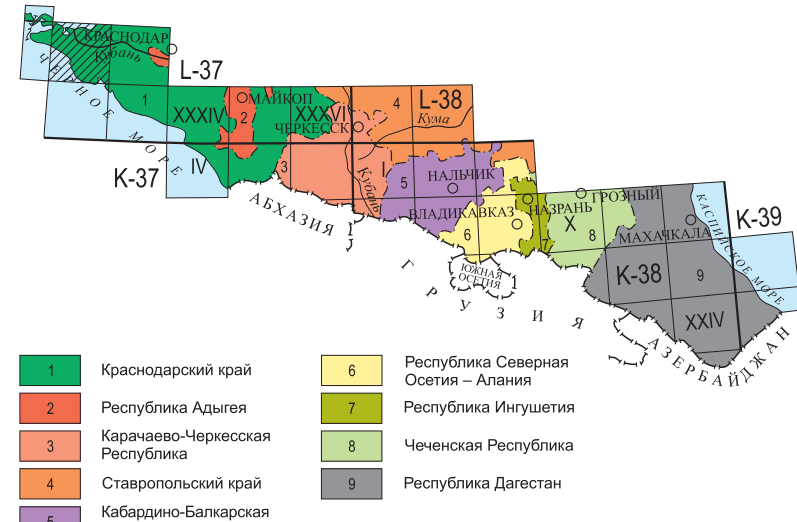 КРАСНОДАР
Кубань
L-37
ЧЕРНОЕ МОРЕ
1
XXXIV
2
МАЙКОП
XXXVI
ЧЕРКЕССК
4
L-38
Кума
K-37
IV
3
Кубань
I
5
НАЛЬЧИК
АБХАЗИЯ
ВЛАДИКАВКАЗ
НАЗРАНЬ
ГРОЗНЫЙ
X
6
7
8
МАХАЧКАЛА
КАСПИЙСКОЕ МОРЕ
K-39
ЮЖНАЯ
ОСЕТИЯ
K-38
9
ГРУЗИЯ
XXIV
АЗЕРБАЙДЖАН
1 Краснодарский край
2 Республика Адыгея
3 Карачаево-Черкесская
Республика
4 Ставропольский край
5 Кабардино-Балкарская
6 Республика Северная
Осетия – Алания
7 Республика Ингушетия
8 Чеченская Республика
9 Республика Дагестан